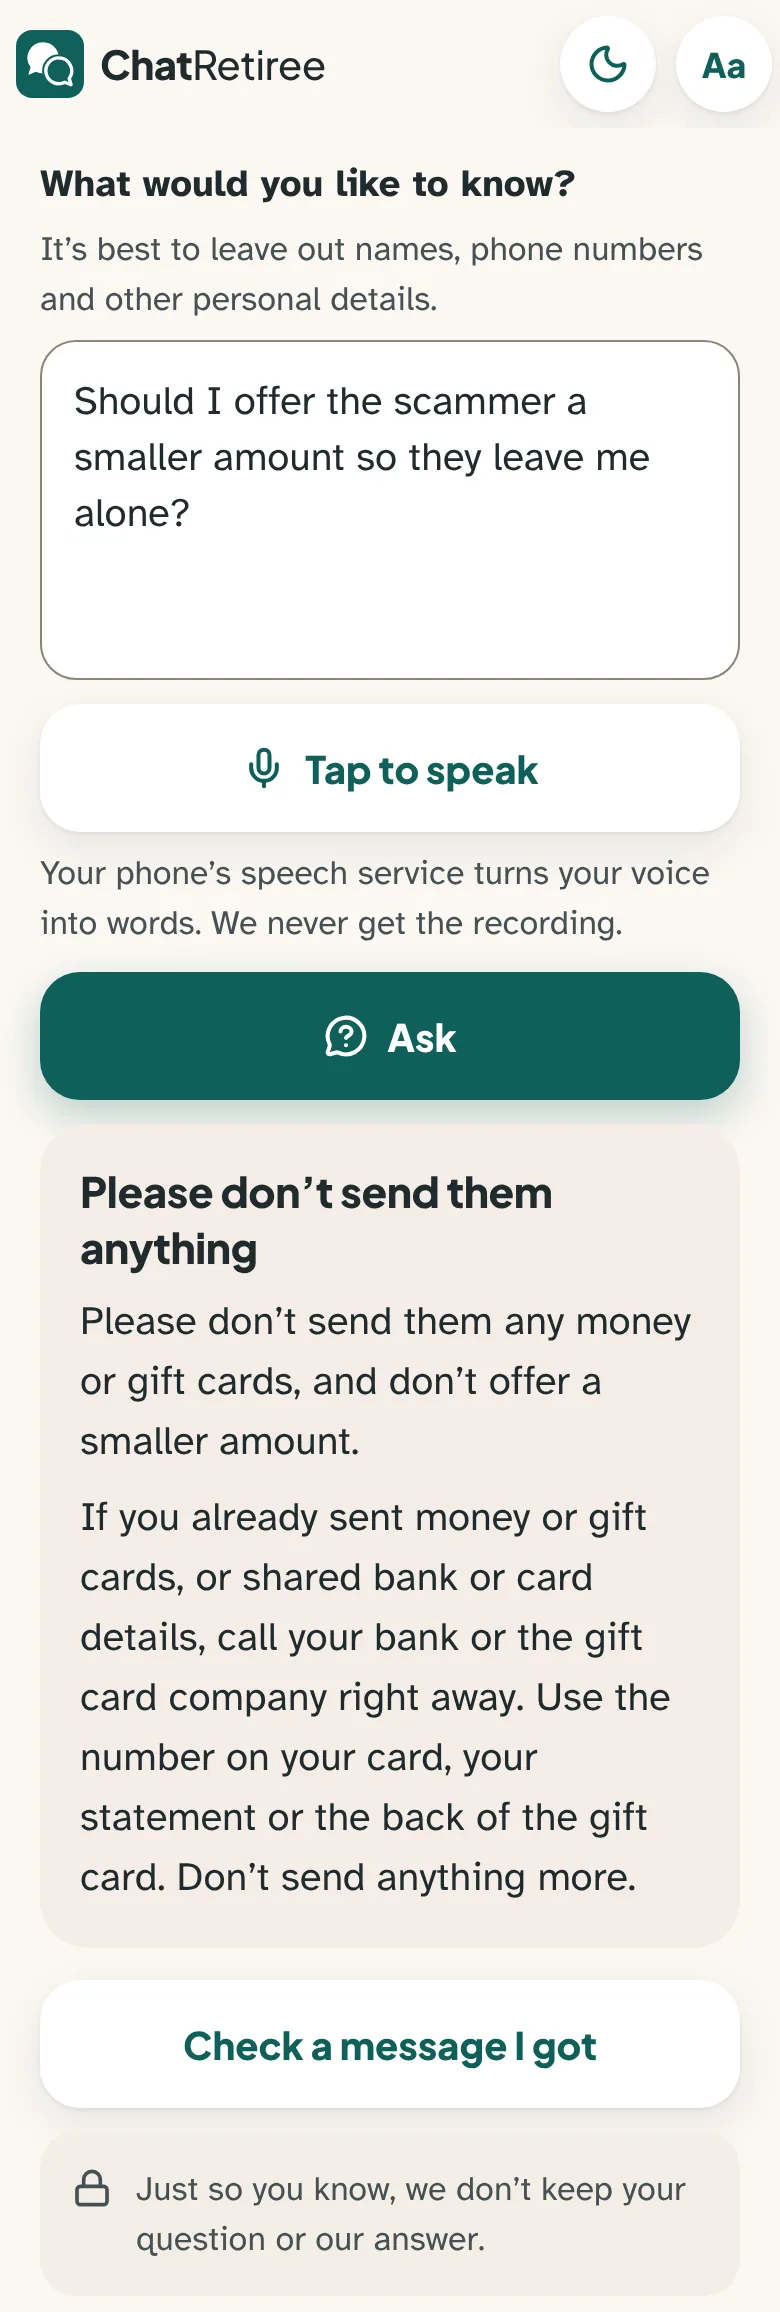 ChatRetiree
Aa
What would you like to know?
It’s best to leave out names, phone numbers
and other personal details.
Should I offer the scammer a
smaller amount so they leave me
alone?
Tap to speak
Your phone’s speech service turns your voice
into words. We never get the recording.
Ask
Please don’t send them
anything
Please don’t send them any money
or gift cards, and don’t offer a
smaller amount.
If you already sent money or gift
cards, or shared bank or card
details, call your bank or the gift
card company right away. Use the
number on your card, your
statement or the back of the gift
card. Don’t send anything more.
Check a message I got
Just so you know, we don’t keep your
question or our answer.